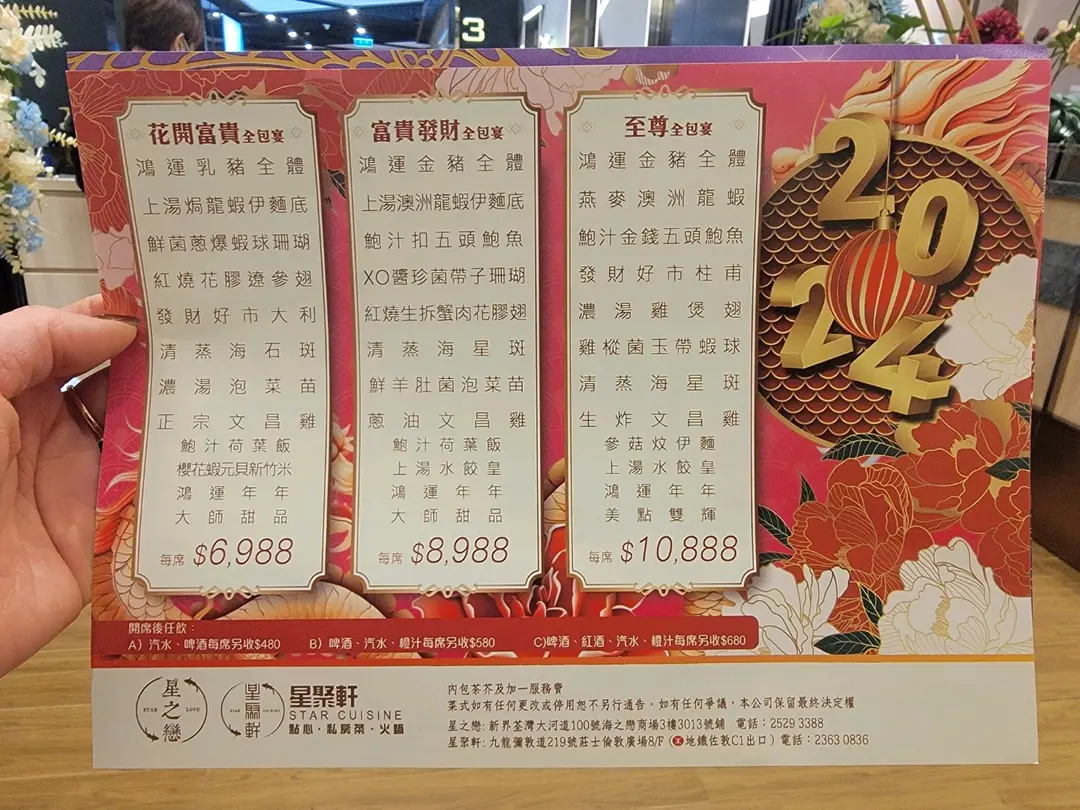 3
花開富貴全包宴
鴻運乳豬全體
上湯焗龍蝦伊麵底
鮮菌蔥爆蝦球珊瑚
紅燒花膠遼參翅
發財好市大利
清蒸海石斑
濃湯泡菜苗
正宗文昌雞
鮑汁荷葉飯
櫻花蝦元貝新竹米
鴻運年年
大師甜品
每席 $6,988
富貴發財全包宴
鴻運金豬全體
上湯澳洲龍蝦伊麵底
鮑汁扣五頭鮑魚
XO醬珍菌帶子珊瑚
紅燒生拆蟹肉花膠翅
清蒸海星斑
鮮羊肚菌泡菜苗
蔥油文昌雞
鮑汁荷葉飯
上湯水餃皇
鴻運年年
大師甜品
每席 $8,988
至尊全包宴
鴻運金豬全體
燕麥澳洲龍蝦
鮑汁金錢五頭鮑魚
發財好市柱甫
濃湯雞煲翅
雞樅菌玉帶蝦球
清蒸海星斑
生炸文昌雞
參菇炆伊麵
上湯水餃皇
鴻運年年
美點雙輝
每席 $10,888
2024
開席後任飲：
A）汽水、啤酒每席另收$480 B）啤酒、汽水、橙汁每席另收$580 C)啤酒、紅酒、汽水、橙汁每席另收$680
星之戀
STAR LOVE
星聚軒
STAR CUISINE
星聚軒
STAR CUISINE
點心·私房菜·火鍋
內包茶芥及加一服務費
菜式如有任何更改或停用恕不另行通告。如有任何爭議，本公司保留最終決定權
星之戀: 新界荃灣大河道100號海之戀商場3樓3013號鋪 電話：2529 3388
星聚軒: 九龍彌敦道219號莊士倫敦廣場8/F (地鐵佐敦C1出口) 電話：2363 0836